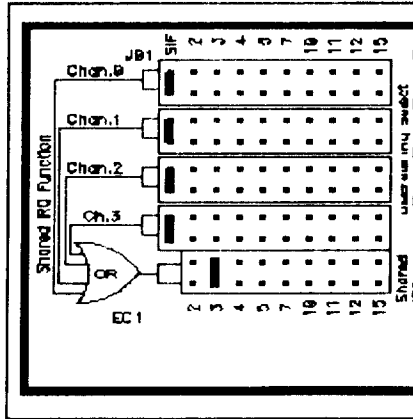 JB1 SIF 2 3 4 5 7 10 11 12 15
Chan.0
Chan.1
Chan.2
Ch.3
Shared IRQ Function
OR
EC1
2 3 4 5 7 10 11 12 15
Shared